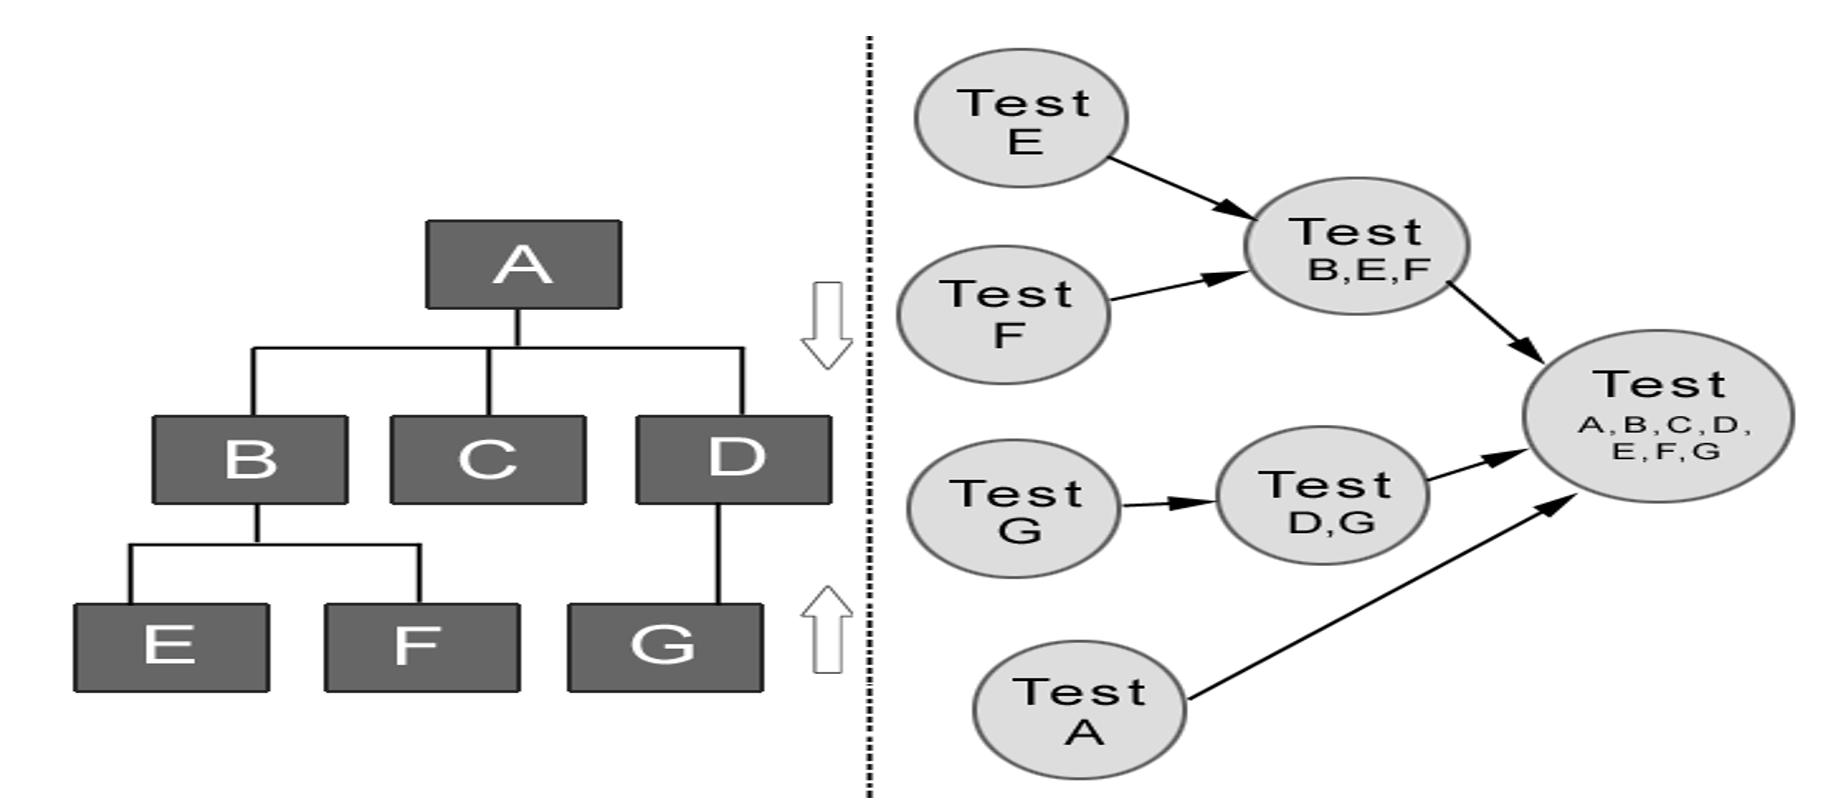 A
B
C
D
E
F
G
Test
E
Test
F
Test
B,E,F
Test
G
Test
D,G
Test
A,B,C,D,
E,F,G
Test
A